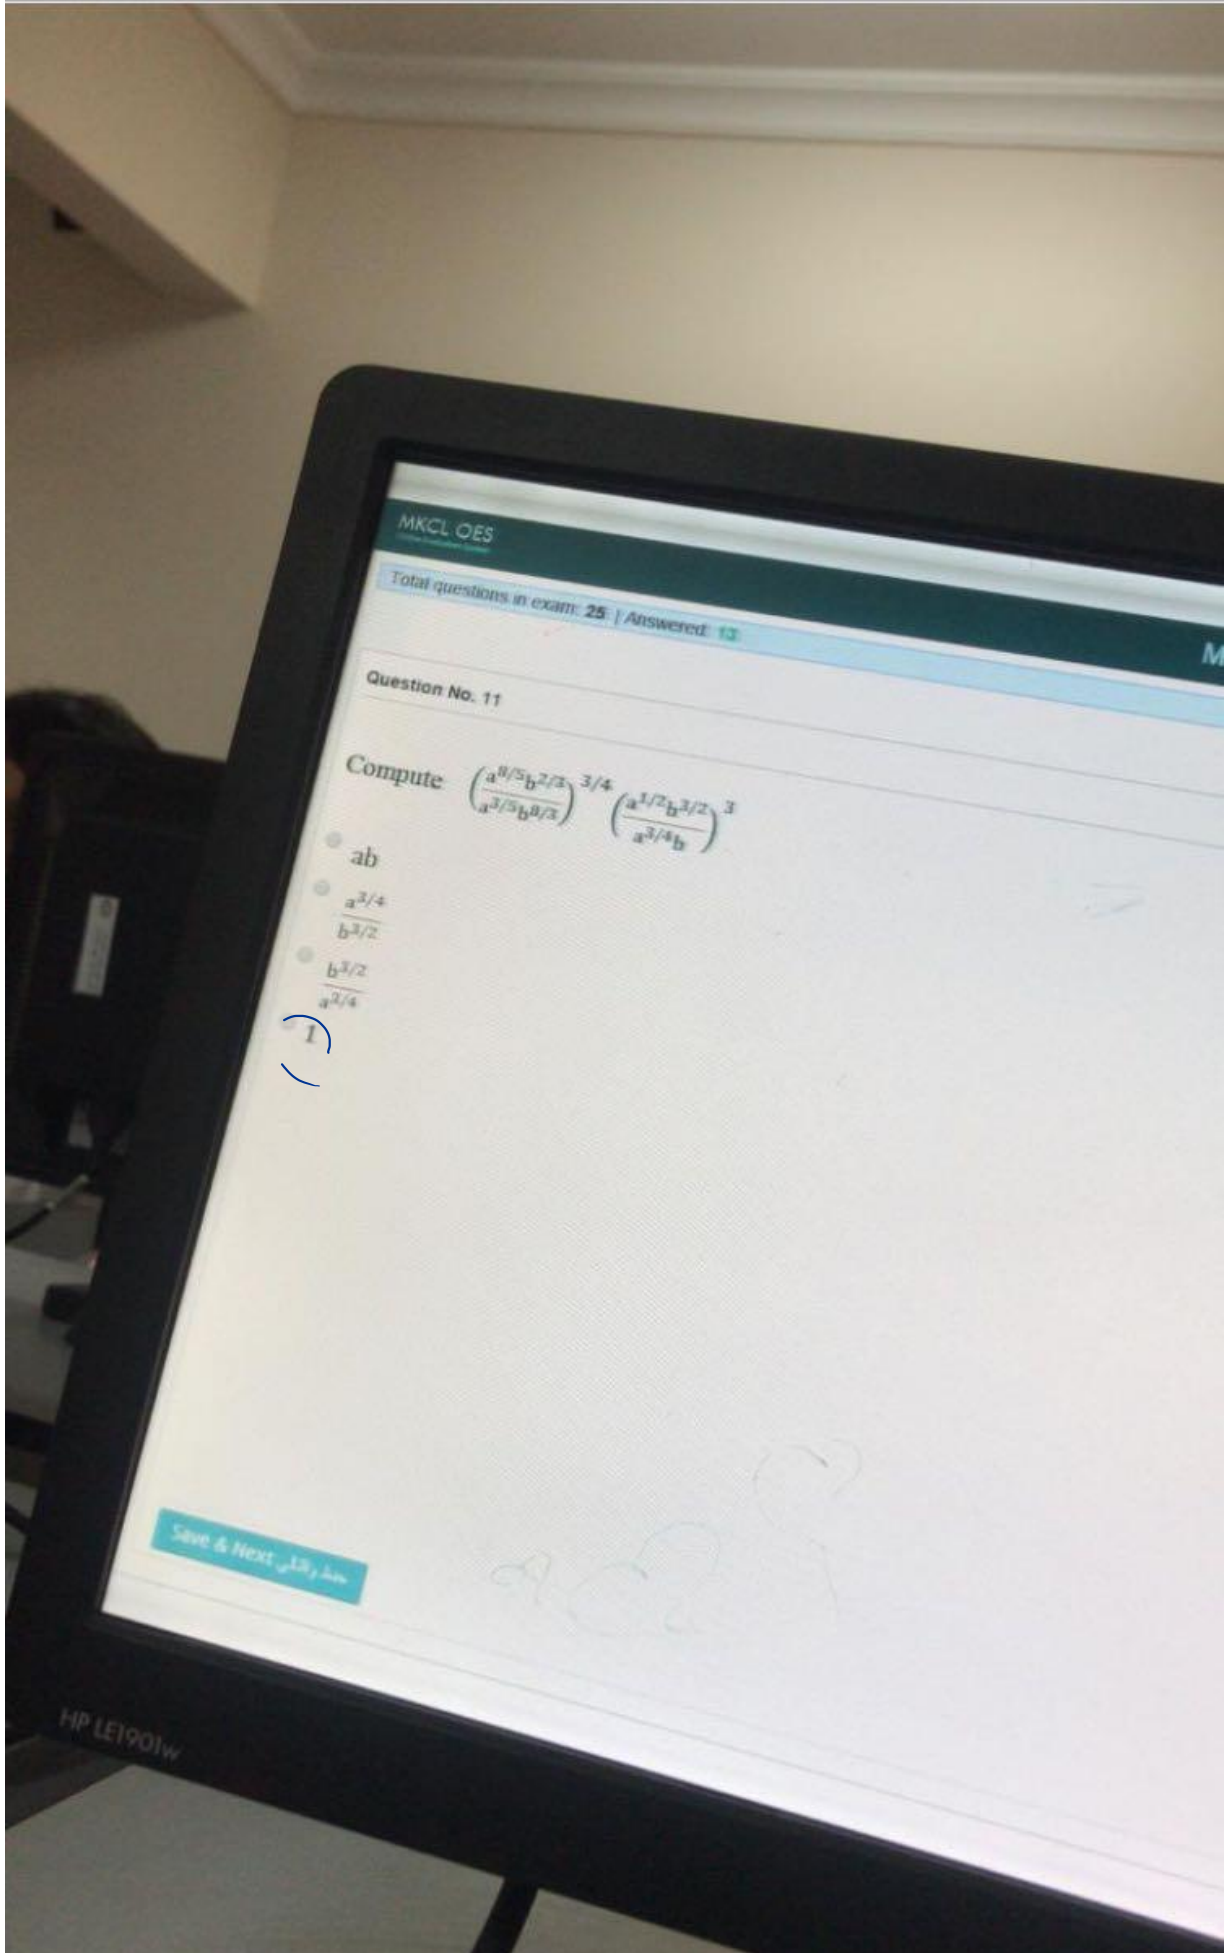 MKCL OES
Total questions in exam: 25 | Answered: 13
M
Question No. 11
Compute (a^8/5 b^2/3 / a^3/5 b^8/3)^3/4 (a^1/2 b^3/2 / a^3/4 b)^3
ab
a^3/4 / b^3/2
b^3/2 / a^3/4
1
Save & Next حفظ والتالي
HP LE1901w